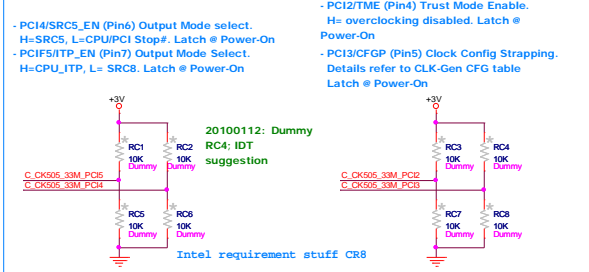 - PCI4/SRC5_EN (Pin6) Output Mode select.
H=SRC5, L=CPU/PCI Stop#. Latch @ Power-On
- PCIF5/ITP_EN (Pin7) Output Mode Select.
H=CPU_ITP, L= SRC8. Latch @ Power-On
- PCI2/TME (Pin4) Trust Mode Enable.
H= overclocking disabled. Latch @
Power-On
- PCI3/CFGP (Pin5) Clock Config Strapping.
Details refer to CLK-Gen CFG table
Latch @ Power-On
+3V
RC1
10K
Dummy
RC2
10K
Dummy
20100112: Dummy
RC4; IDT
suggestion
C_CK505_33M_PCI5
C_CK505_33M_PCI4
RC5
10K
Dummy
RC6
10K
Dummy
Intel requirement stuff CR8
+3V
RC3
10K
Dummy
RC4
10K
Dummy
C_CK505_33M_PCI2
C_CK505_33M_PCI3
RC7
10K
Dummy
RC8
10K
Dummy